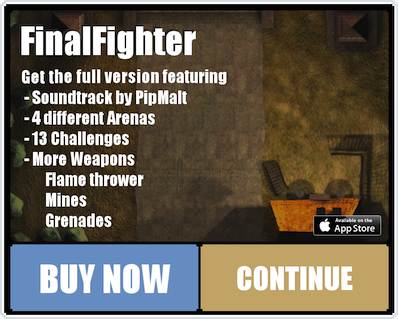 FinalFighter
Get the full version featuring
- Soundtrack by PipMalt
- 4 different Arenas
- 13 Challenges
- More Weapons
Flame thrower
Mines
Grenades
Available on the
App Store
BUY NOW
CONTINUE